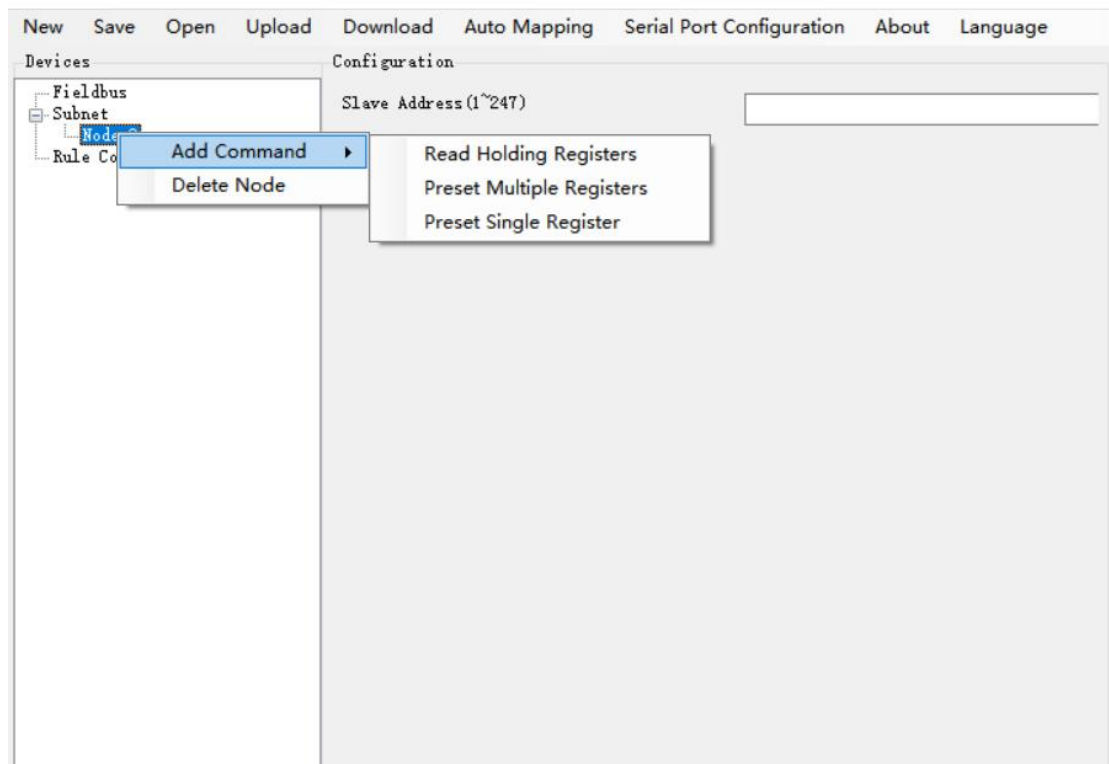 New Save Open Upload Download Auto Mapping Serial Port Configuration About Language
Devices
Configuration
Fieldbus
Subnet
Rule
Slave Address(1~247)
Add Command
Delete Node
Read Holding Registers
Preset Multiple Registers
Preset Single Register